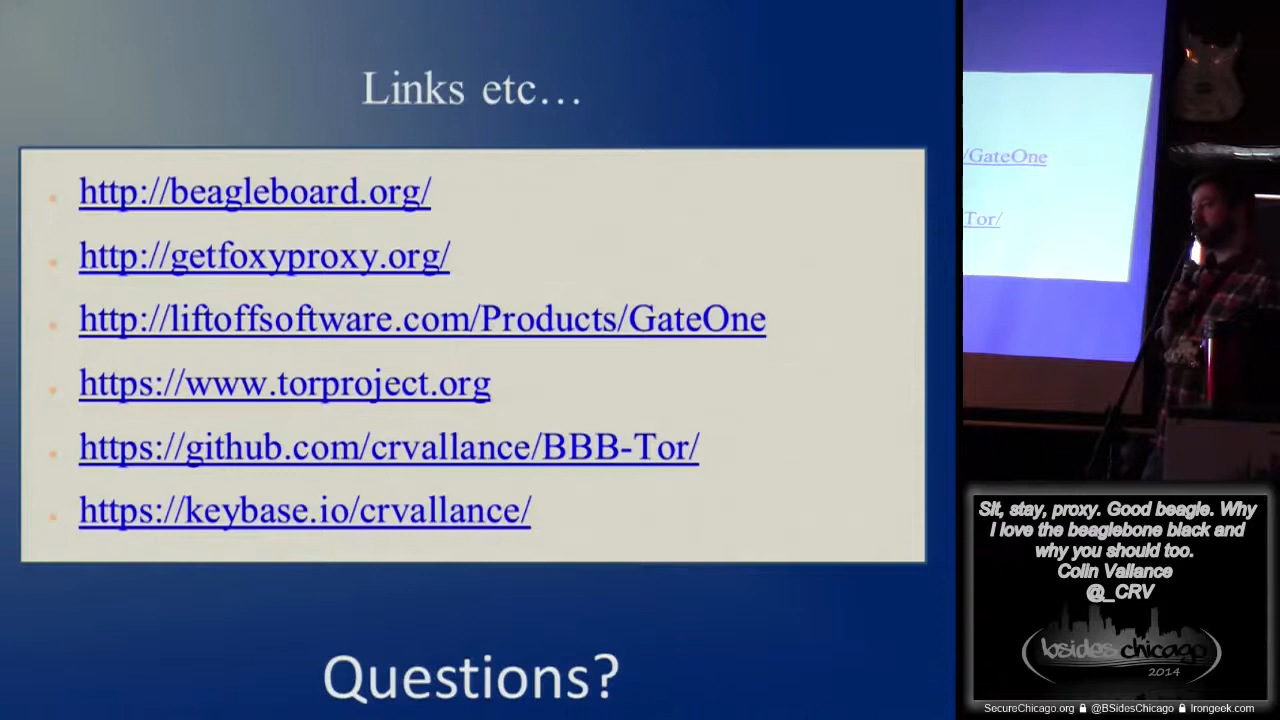 Links etc…
http://beagleboard.org/
http://getfoxyproxy.org/
http://liftoffsoftware.com/Products/GateOne
https://www.torproject.org
https://github.com/crvallance/BBB-Tor/
https://keybase.io/crvallance/
Questions?
/GateOne
Tor/
Sit, stay, proxy. Good beagle. Why
I love the beaglebone black and
why you should too.
Colin Vallance
@_CRV
bsides chicago
2014
SecureChicago.org @BSidesChicago Irongeek.com